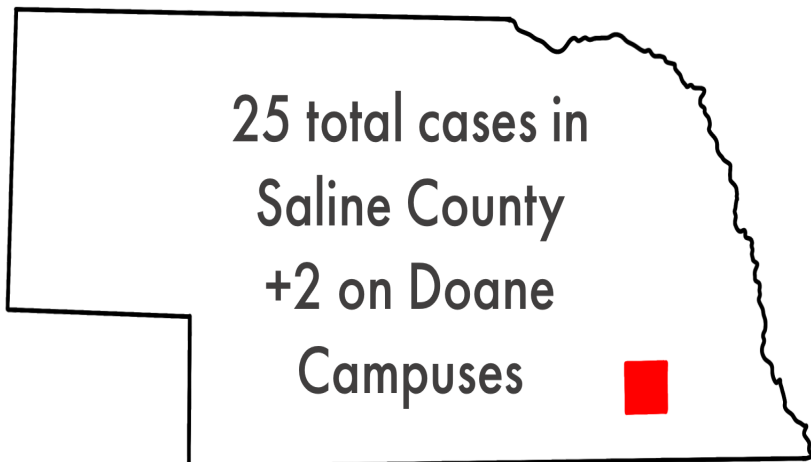 25 total cases in
Saline County
+2 on Doane
Campuses